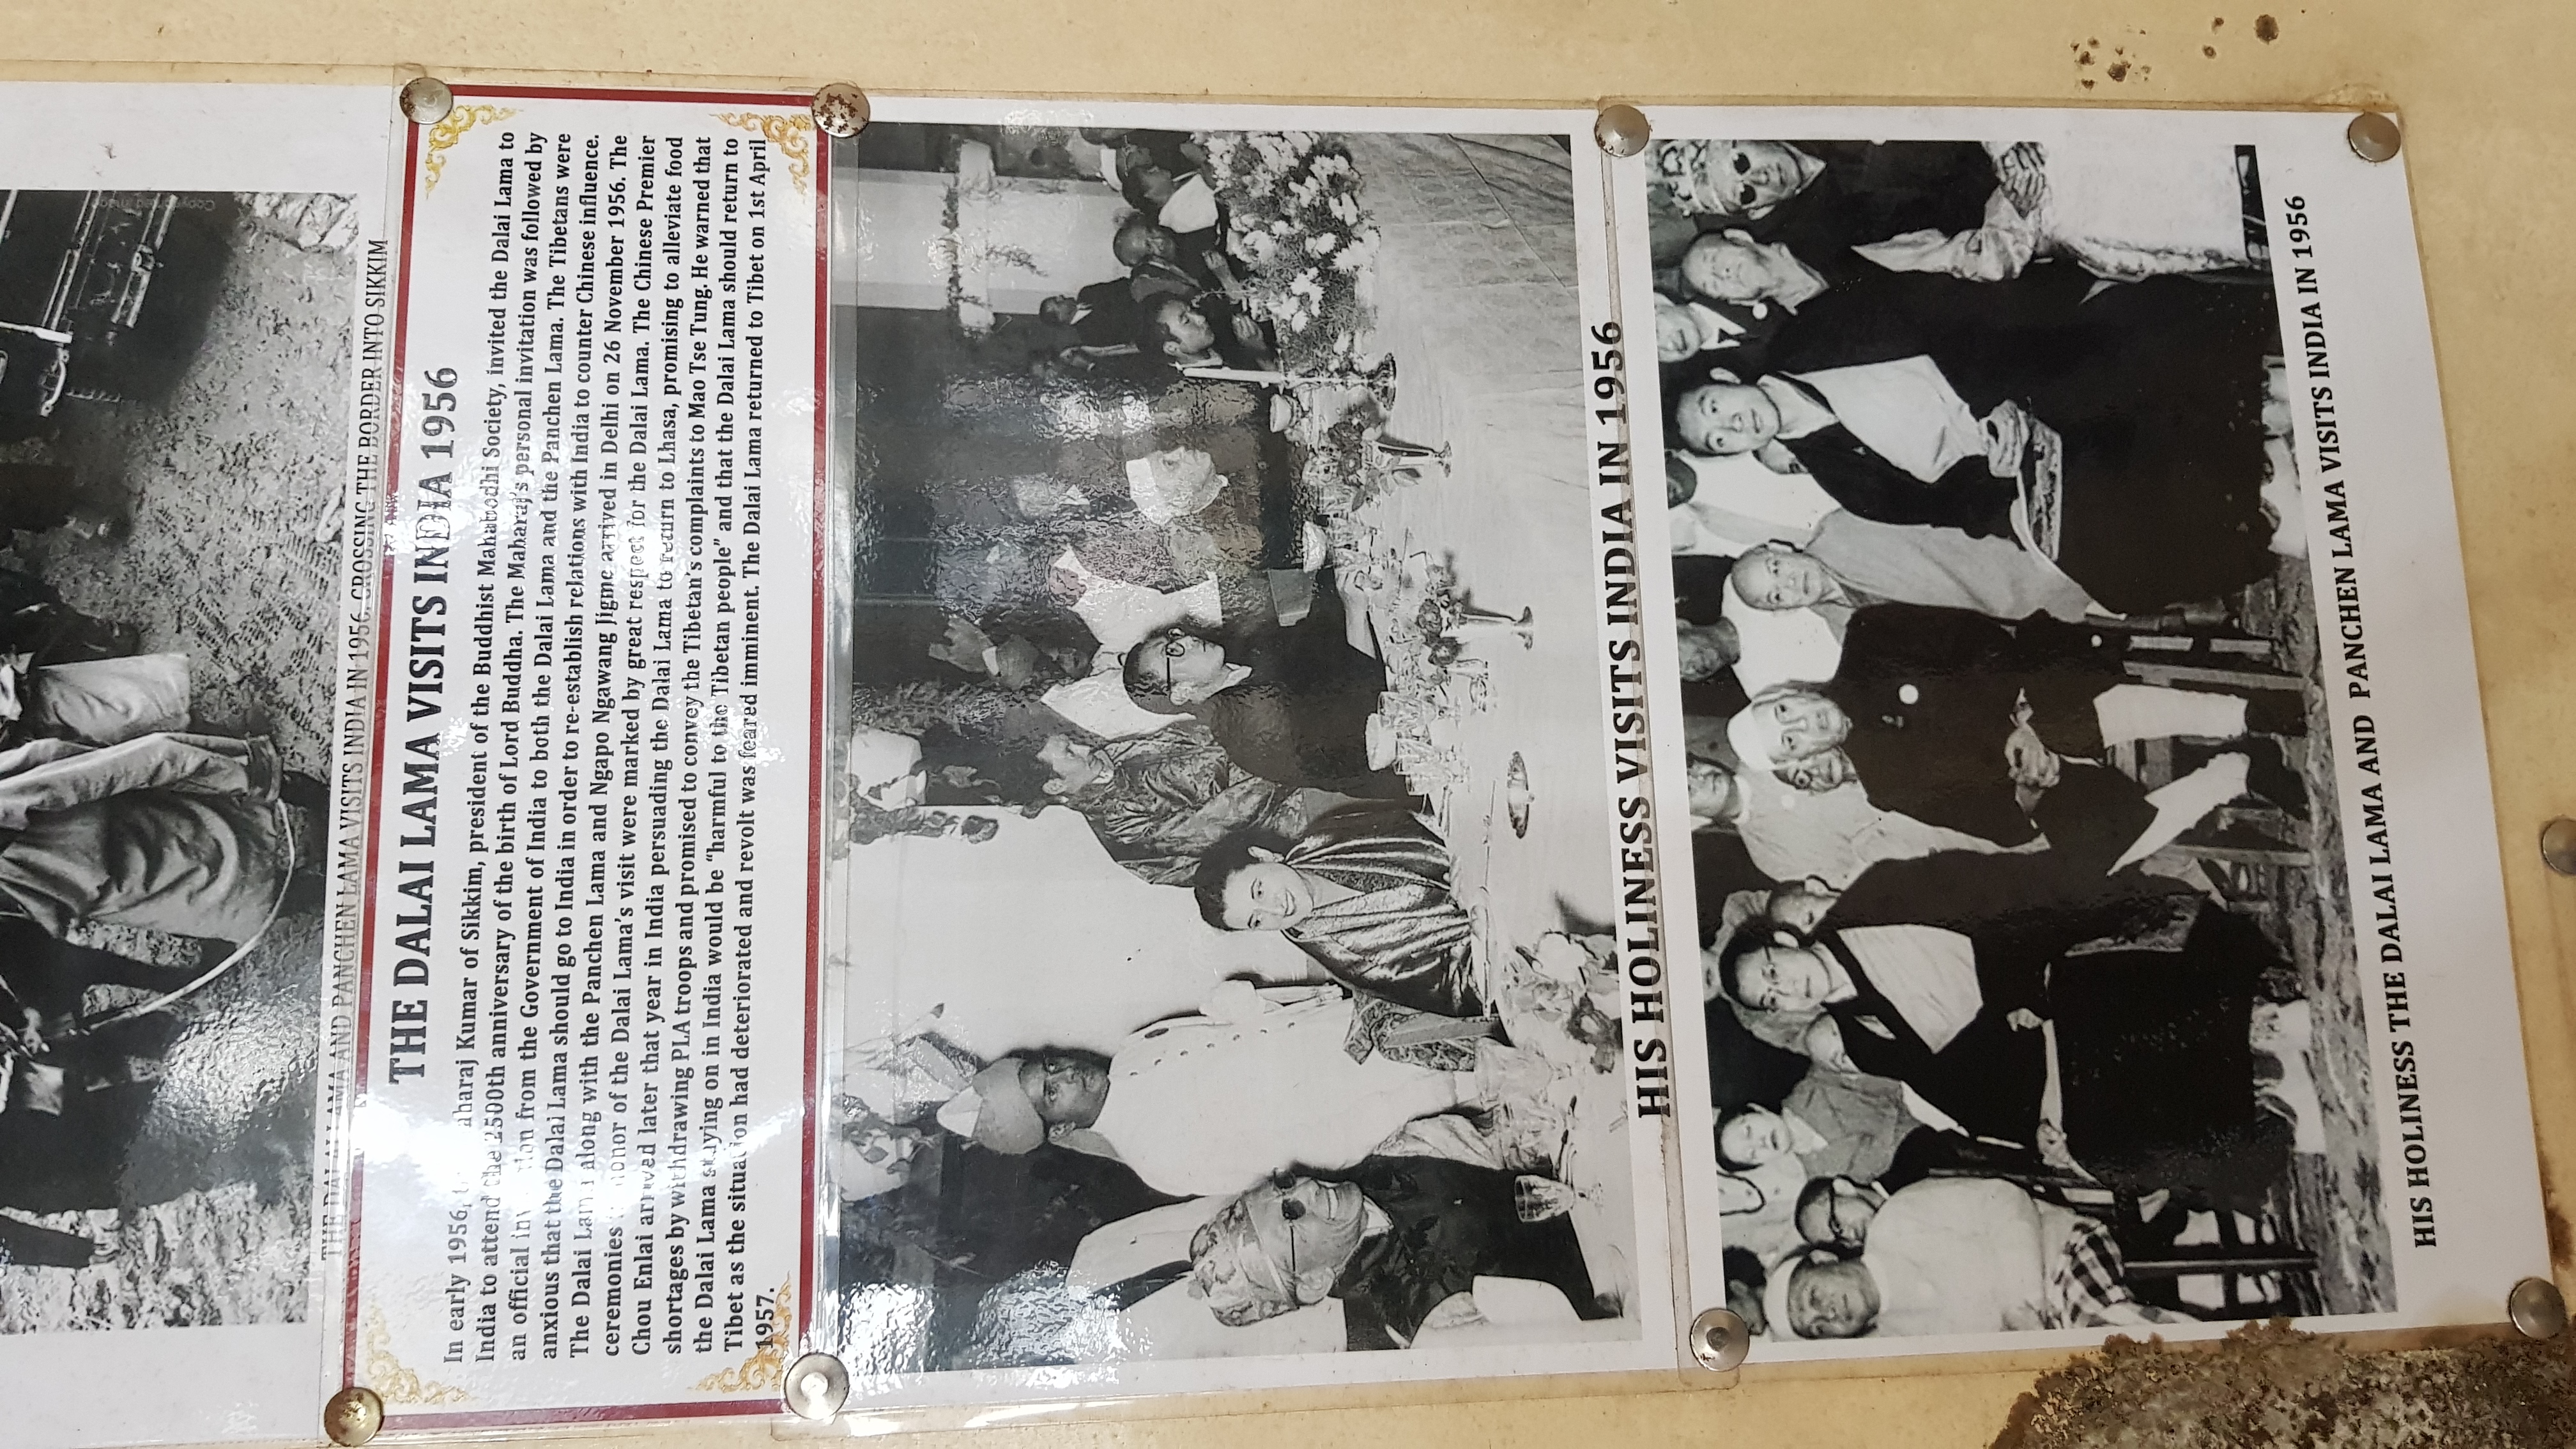 THE DALAI LAMA AND PANCHEN LAMA VISITS INDIA IN 1956, CROSSING THE BORDER INTO SIKKIM
THE DALAI LAMA VISITS INDIA 1956
In early 1956, aharaj Kumar of Sikkim, president of the Buddhist Mahabodhi Society, invited the Dalai Lama to
India to attend the 2500th anniversary of the birth of Lord Buddha. The Maharaj's personal invitation was followed by
an official from the Government of India to both the Dalai Lama and the Panchen Lama. The Tibetans were
anxious that the Dalai Lama should go to India in order to re-establish relations with India to counter Chinese influence.
The Dalai Lama along with the Panchen Lama and Ngapo Ngawang Jigme arrived in Delhi on 26 November 1956. The
ceremonies honor of the Dalai Lama's visit were marked by great respect for the Dalai Lama. The Chinese Premier
Chou Enlai arrived later that year in India persuading the Dalai Lama to return to Lhasa, promising to alleviate food
shortages by withdrawing PLA troops and promised to convey the Tibetan's complaints to Mao Tse Tung. He warned that
the Dalai Lama staying on in India would be "harmful to the Tibetan people" and that the Dalai Lama should return to
Tibet as the situation had deteriorated and revolt was feared imminent. The Dalai Lama returned to Tibet on 1st April
1957.
HIS HOLINESS VISITS INDIA IN 1956
HIS HOLINESS THE DALAI LAMA AND PANCHEN LAMA VISITS INDIA IN 1956